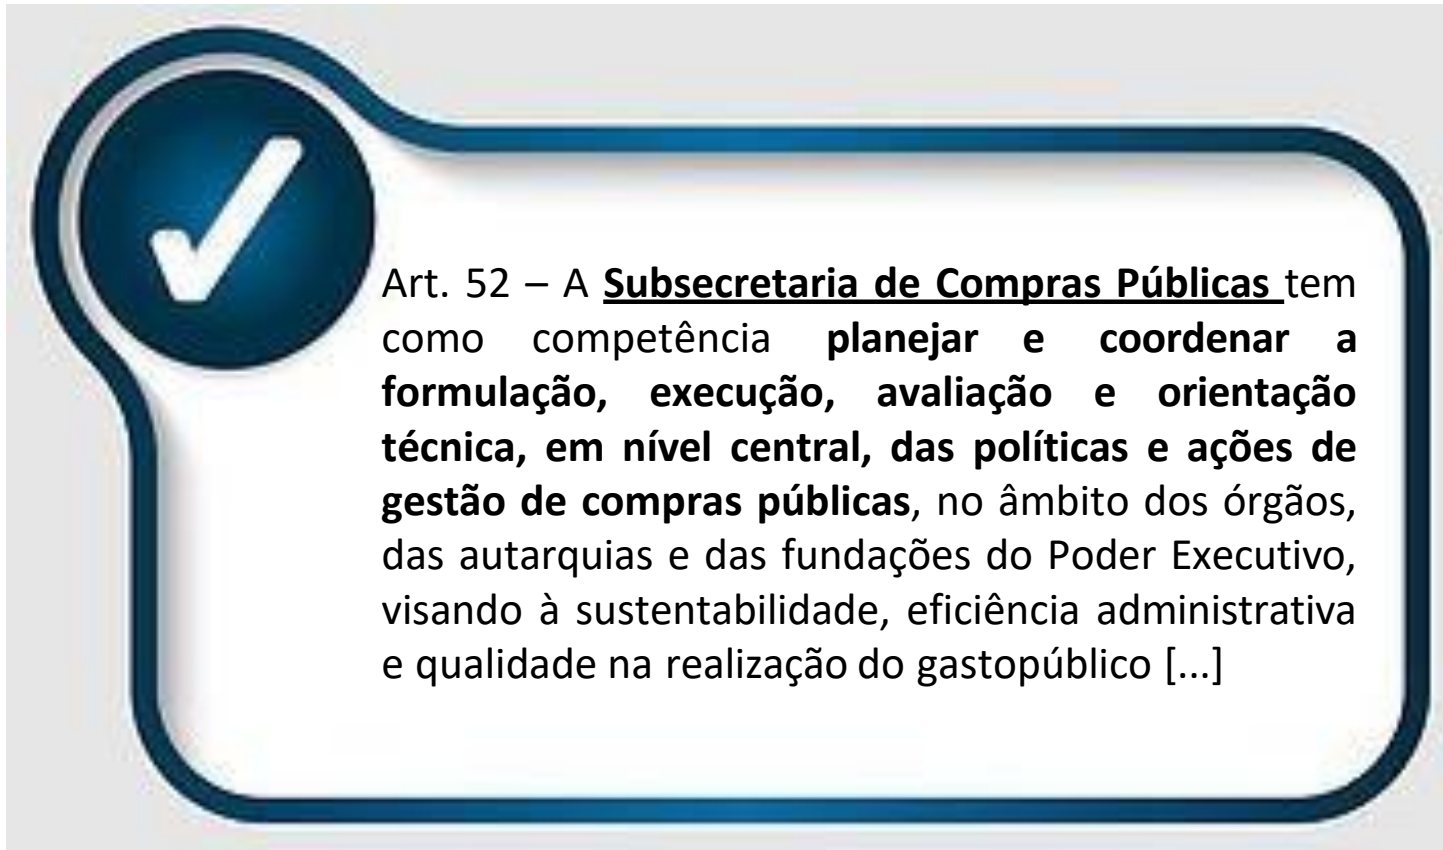 Art. 52 – A Subsecretaria de Compras Públicas tem
como competência planejar e coordenar a
formulação, execução, avaliação e orientação
técnica, em nível central, das políticas e ações de
gestão de compras públicas, no âmbito dos órgãos,
das autarquias e das fundações do Poder Executivo,
visando à sustentabilidade, eficiência administrativa
e qualidade na realização do gastopúblico [...]